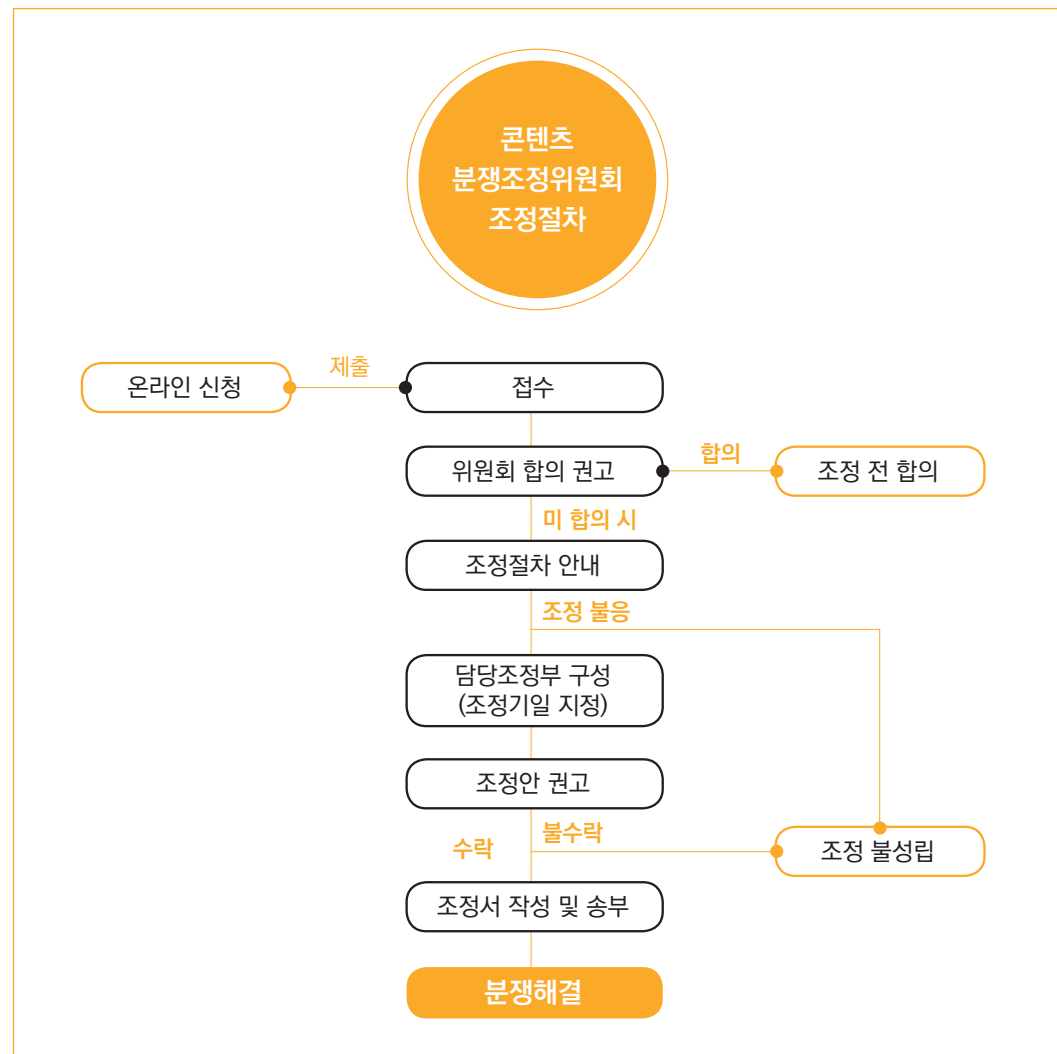 콘텐츠
분쟁조정위원회
조정절차
온라인 신청
제출
접수
위원회 합의 권고
합의
조정 전 합의
미 합의 시
조정절차 안내
조정 불응
담당조정부 구성
(조정기일 지정)
조정안 권고
수락
불수락
조정 불성립
조정서 작성 및 송부
분쟁해결